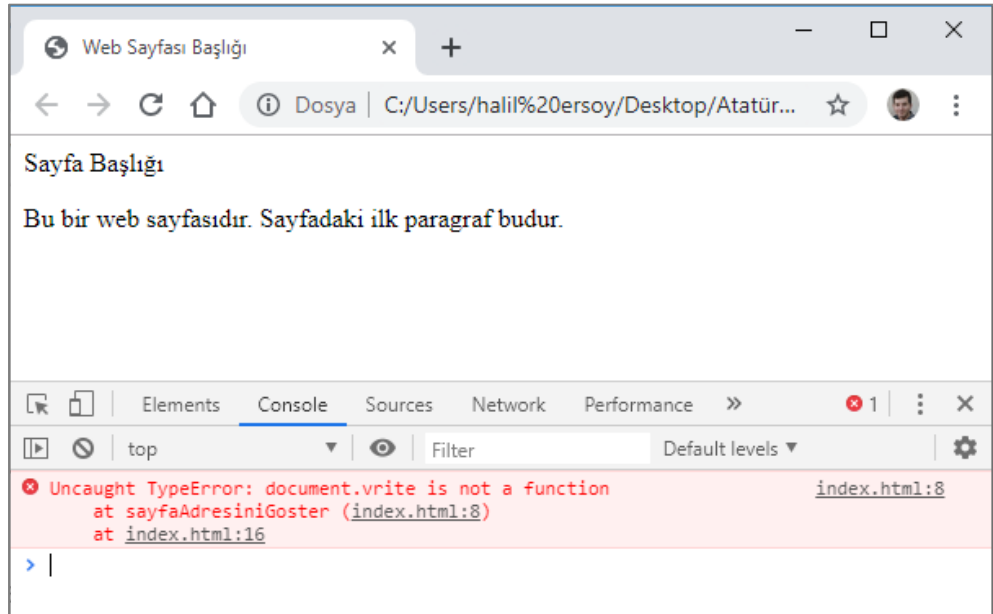 Web Sayfası Başlığı
Dosya | C:/Users/halil%20ersoy/Desktop/Atatür...
Sayfa Başlığı
Bu bir web sayfasıdır. Sayfadaki ilk paragraf budur.
Elements Console Sources Network Performance 1
top Filter Default levels
Uncaught TypeError: document.vrite is not a function index.html:8
at sayfaAdresiniGoster (index.html:8)
at index.html:16